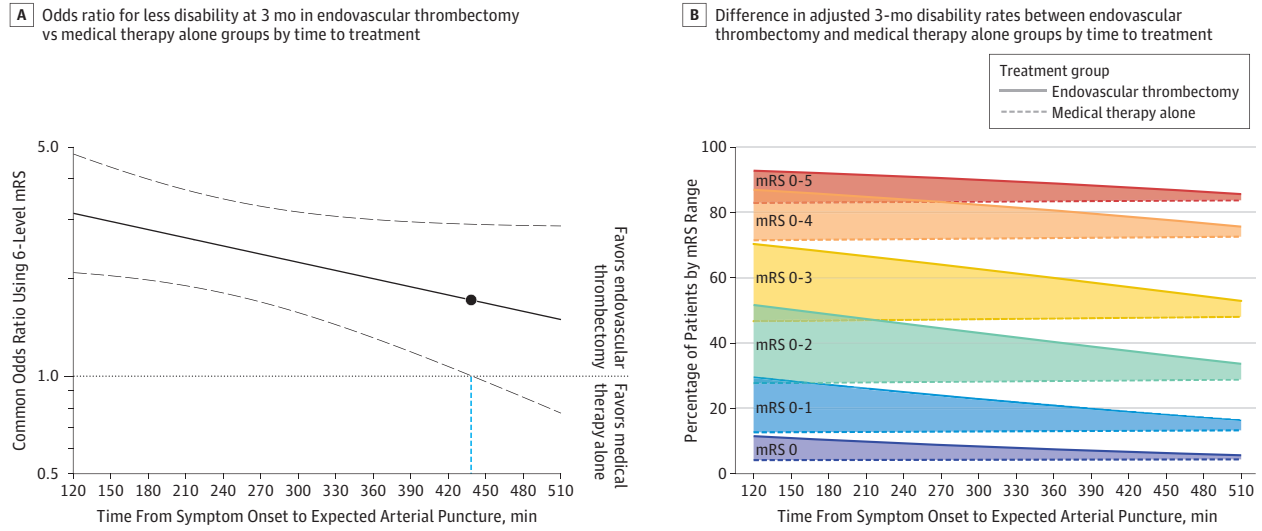 A Odds ratio for less disability at 3 mo in endovascular thrombectomy
vs medical therapy alone groups by time to treatment
5.0
1.0
0.5
Common Odds Ratio Using 6-Level mRS
Favors endovascular
thrombectomy
Favors medical
therapy alone
120 150 180 210 240 270 300 330 360 390 420 450 480 510
Time From Symptom Onset to Expected Arterial Puncture, min
B Difference in adjusted 3-mo disability rates between endovascular
thrombectomy and medical therapy alone groups by time to treatment
Treatment group
Endovascular thrombectomy
Medical therapy alone
100
80
60
40
20
0
Percentage of Patients by mRS Range
mRS 0-5
mRS 0-4
mRS 0-3
mRS 0-2
mRS 0-1
mRS 0
120 150 180 210 240 270 300 330 360 390 420 450 480 510
Time From Symptom Onset to Expected Arterial Puncture, min